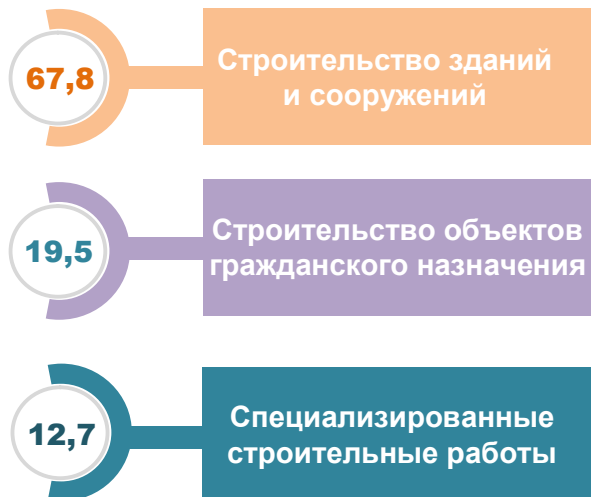 67,8
Строительство зданий
и сооружений
19,5
Строительство объектов
гражданского назначения
12,7
Специализированные
строительные работы